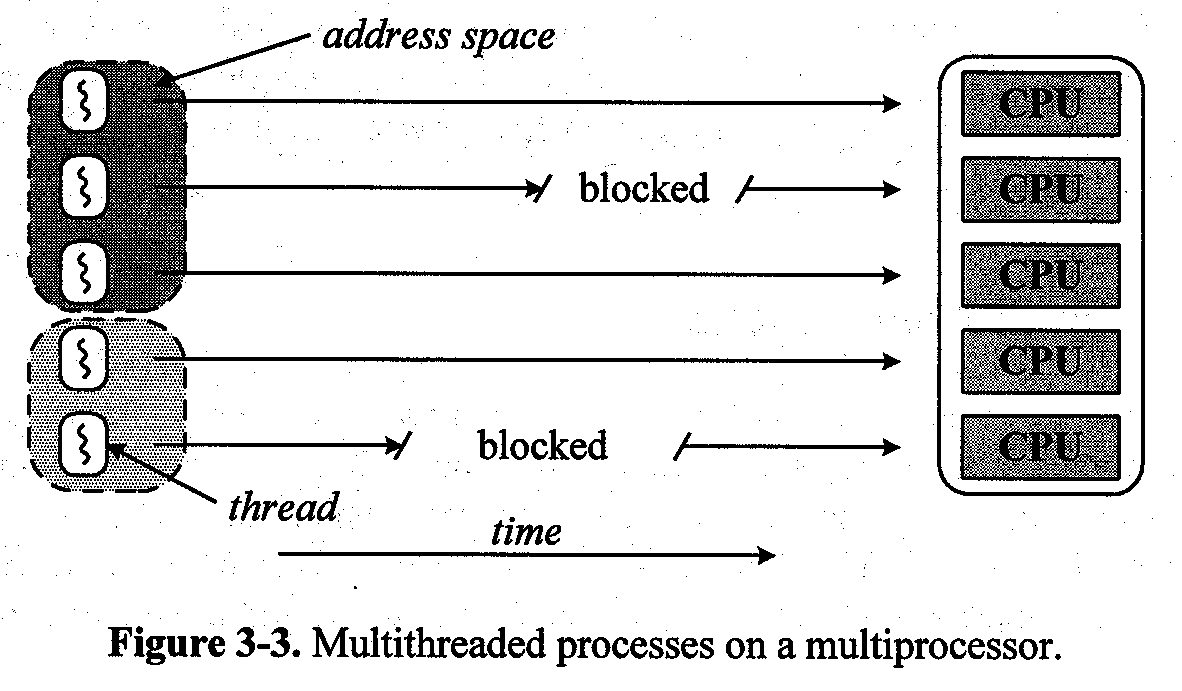 address space
CPU
blocked
CPU
CPU
CPU
blocked
CPU
thread
time
Figure 3-3. Multithreaded processes on a multiprocessor.